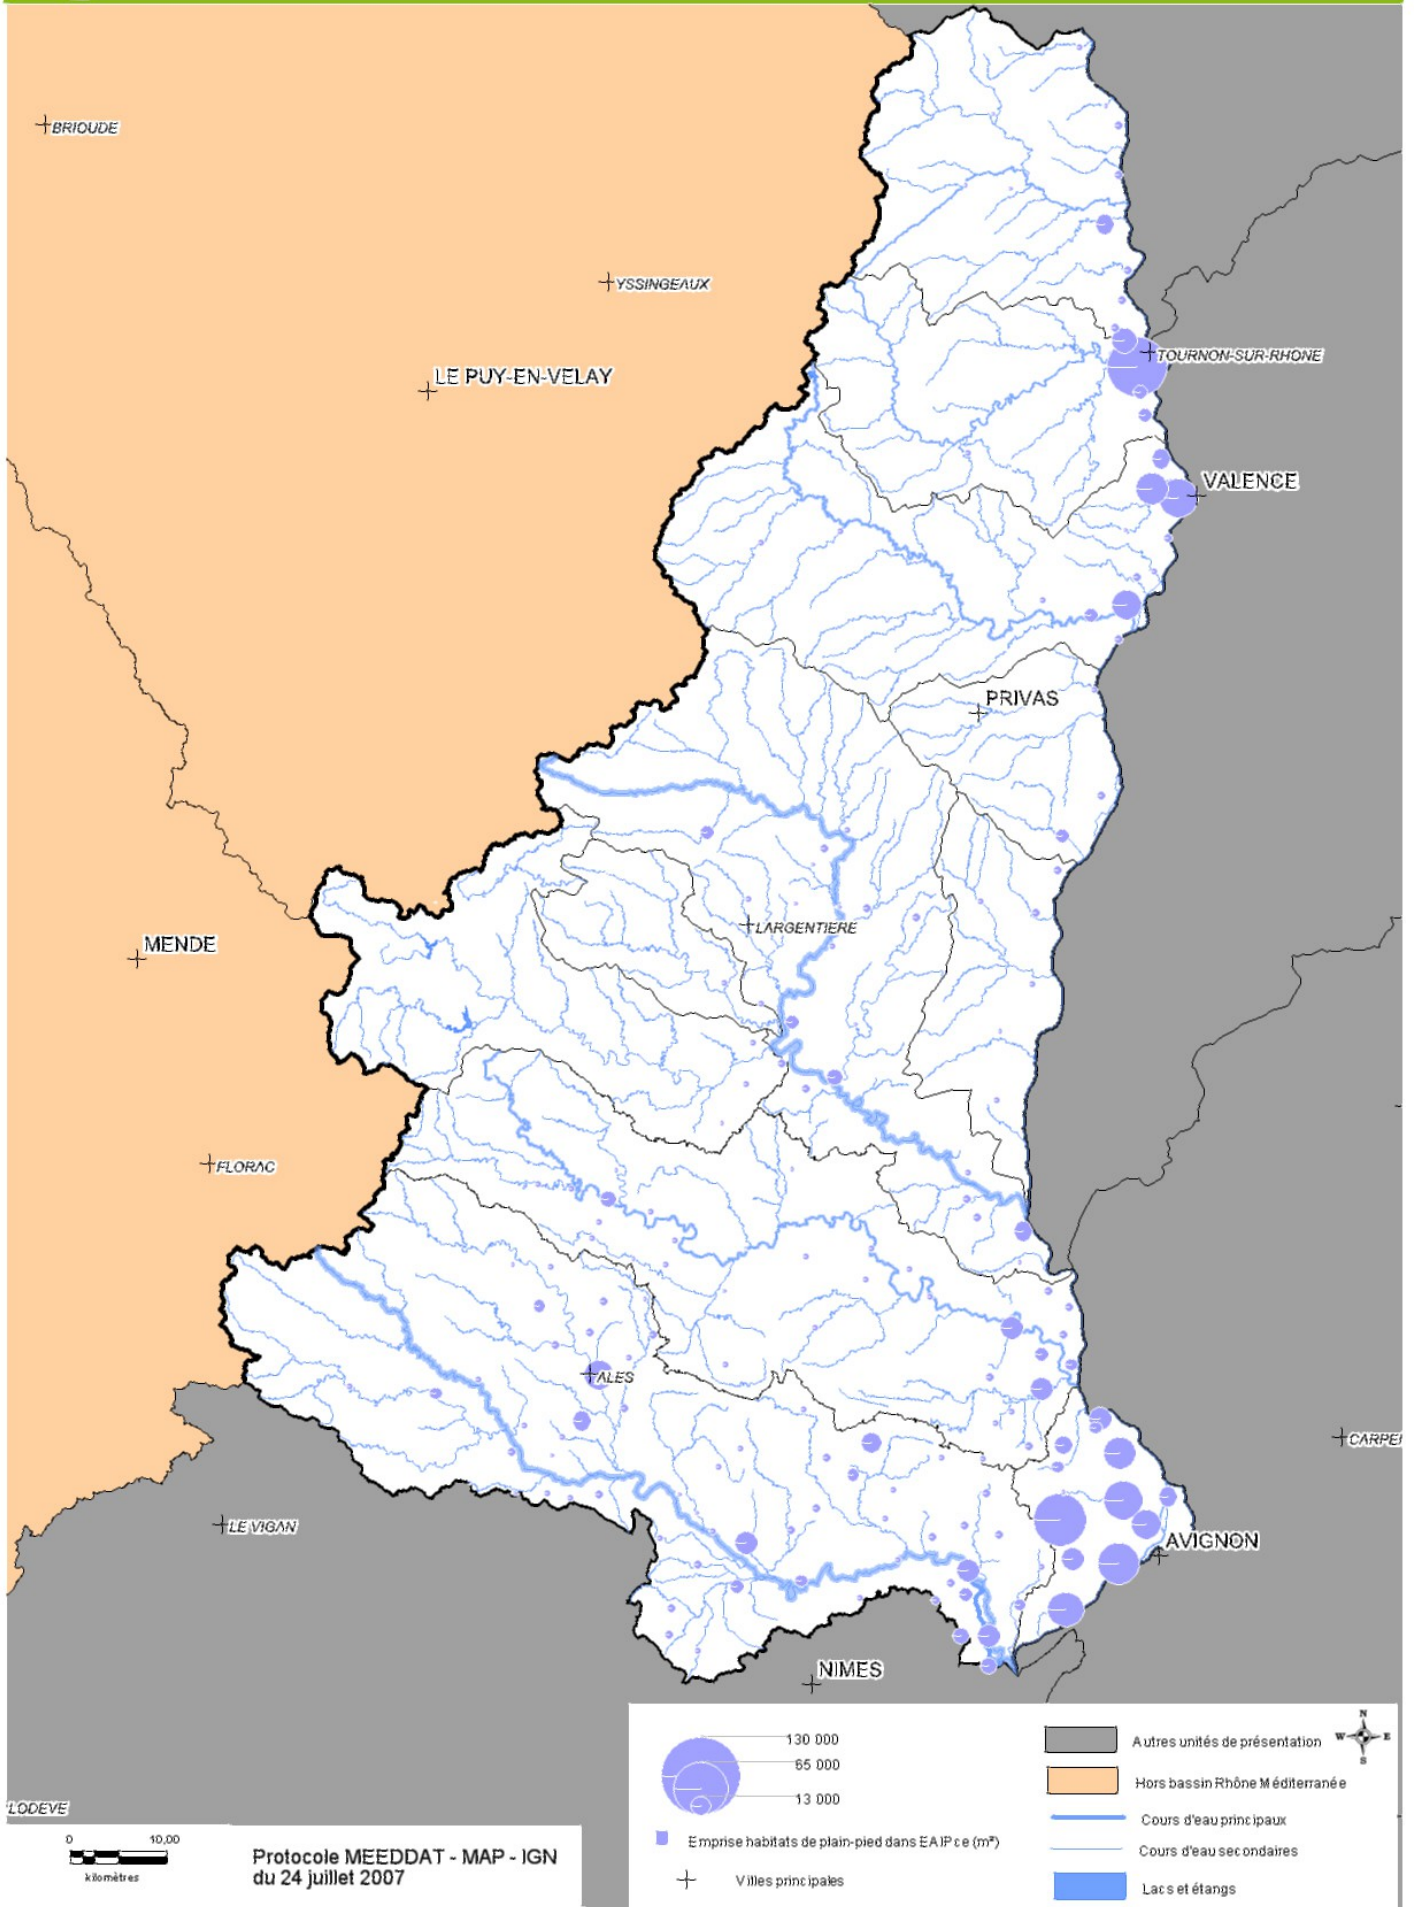 BRIOUDE
YSSINGEAUX
LE PUY-EN-VELAY
TOURNON-SUR-RHONE
VALENCE
PRIVAS
LARGENTIERE
MENDE
FLORAC
ALES
CARPE
LE VIGAN
AVIGNON
NIMES
LODEVE
0 10,00
kilomètres
Protocole MEEDDAT - MAP - IGN
du 24 juillet 2007
130 000
65 000
13 000
Emprise habitats de plain-pied dans EAIPce (m²)
Villes principales
Autres unités de présentation
Hors bassin Rhône Méditerranée
Cours d'eau principaux
Cours d'eau secondaires
Lacs et étangs
N
W E
S